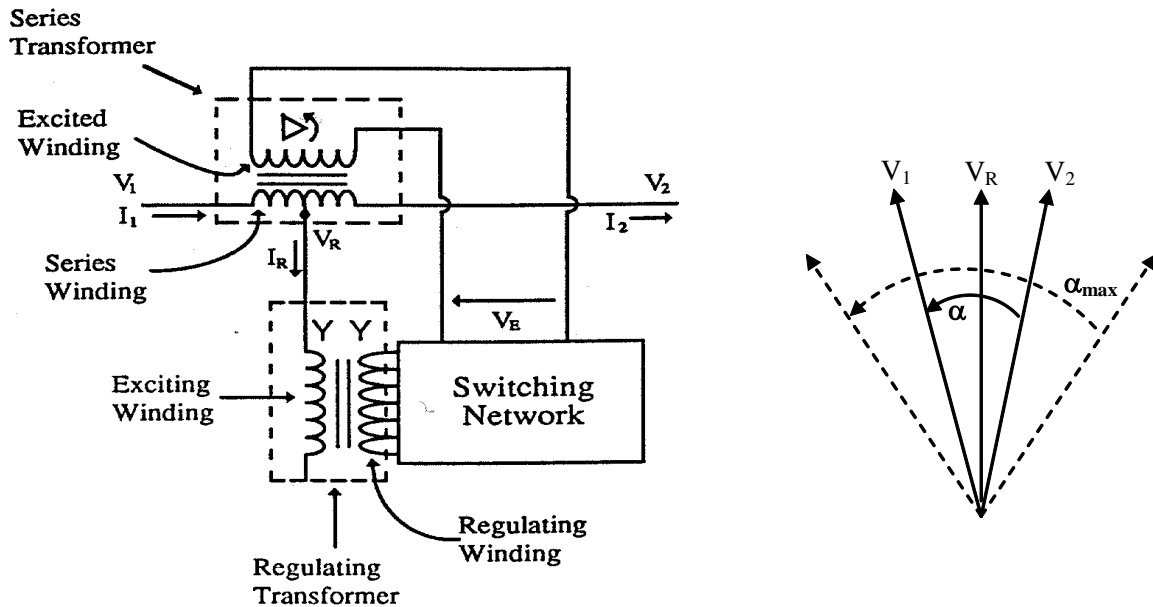 Series
Transformer
Excited
Winding
V1
I1
V2
I2
VR
IR
Series
Winding
VE
Y Y
Exciting
Winding
Switching
Network
Regulating
Winding
Regulating
Transformer
V1
VR
V2
α
αmax